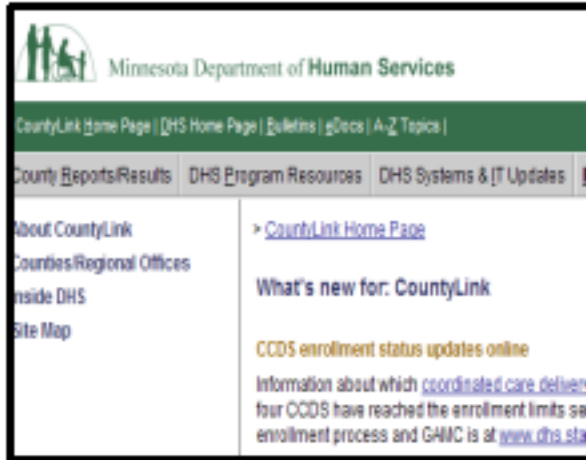 Minnesota Department of Human Services
CountyLink Home Page | DHS Home Page | Bulletins | eDocs | A-Z Topics |
County Reports/Results DHS Program Resources DHS Systems & IT Updates
About CountyLink
Counties/Regional Offices
Inside DHS
Site Map
> CountyLink Home Page
What's new for: CountyLink
CCDS enrollment status updates online
Information about which coordinated care delivery
four CCDS have reached the enrollment limits se
enrollment process and GAMC is at www.dhs.sta